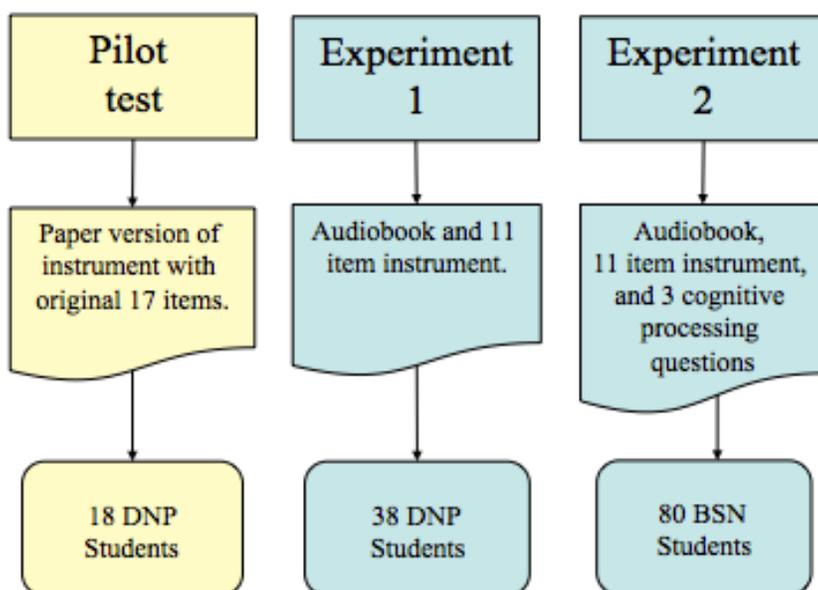 Pilot
test
Paper version of
instrument with
original 17 items.
18 DNP
Students
Experiment
1
Audiobook and 11
item instrument.
38 DNP
Students
Experiment
2
Audiobook,
11 item instrument,
and 3 cognitive
processing
questions
80 BSN
Students